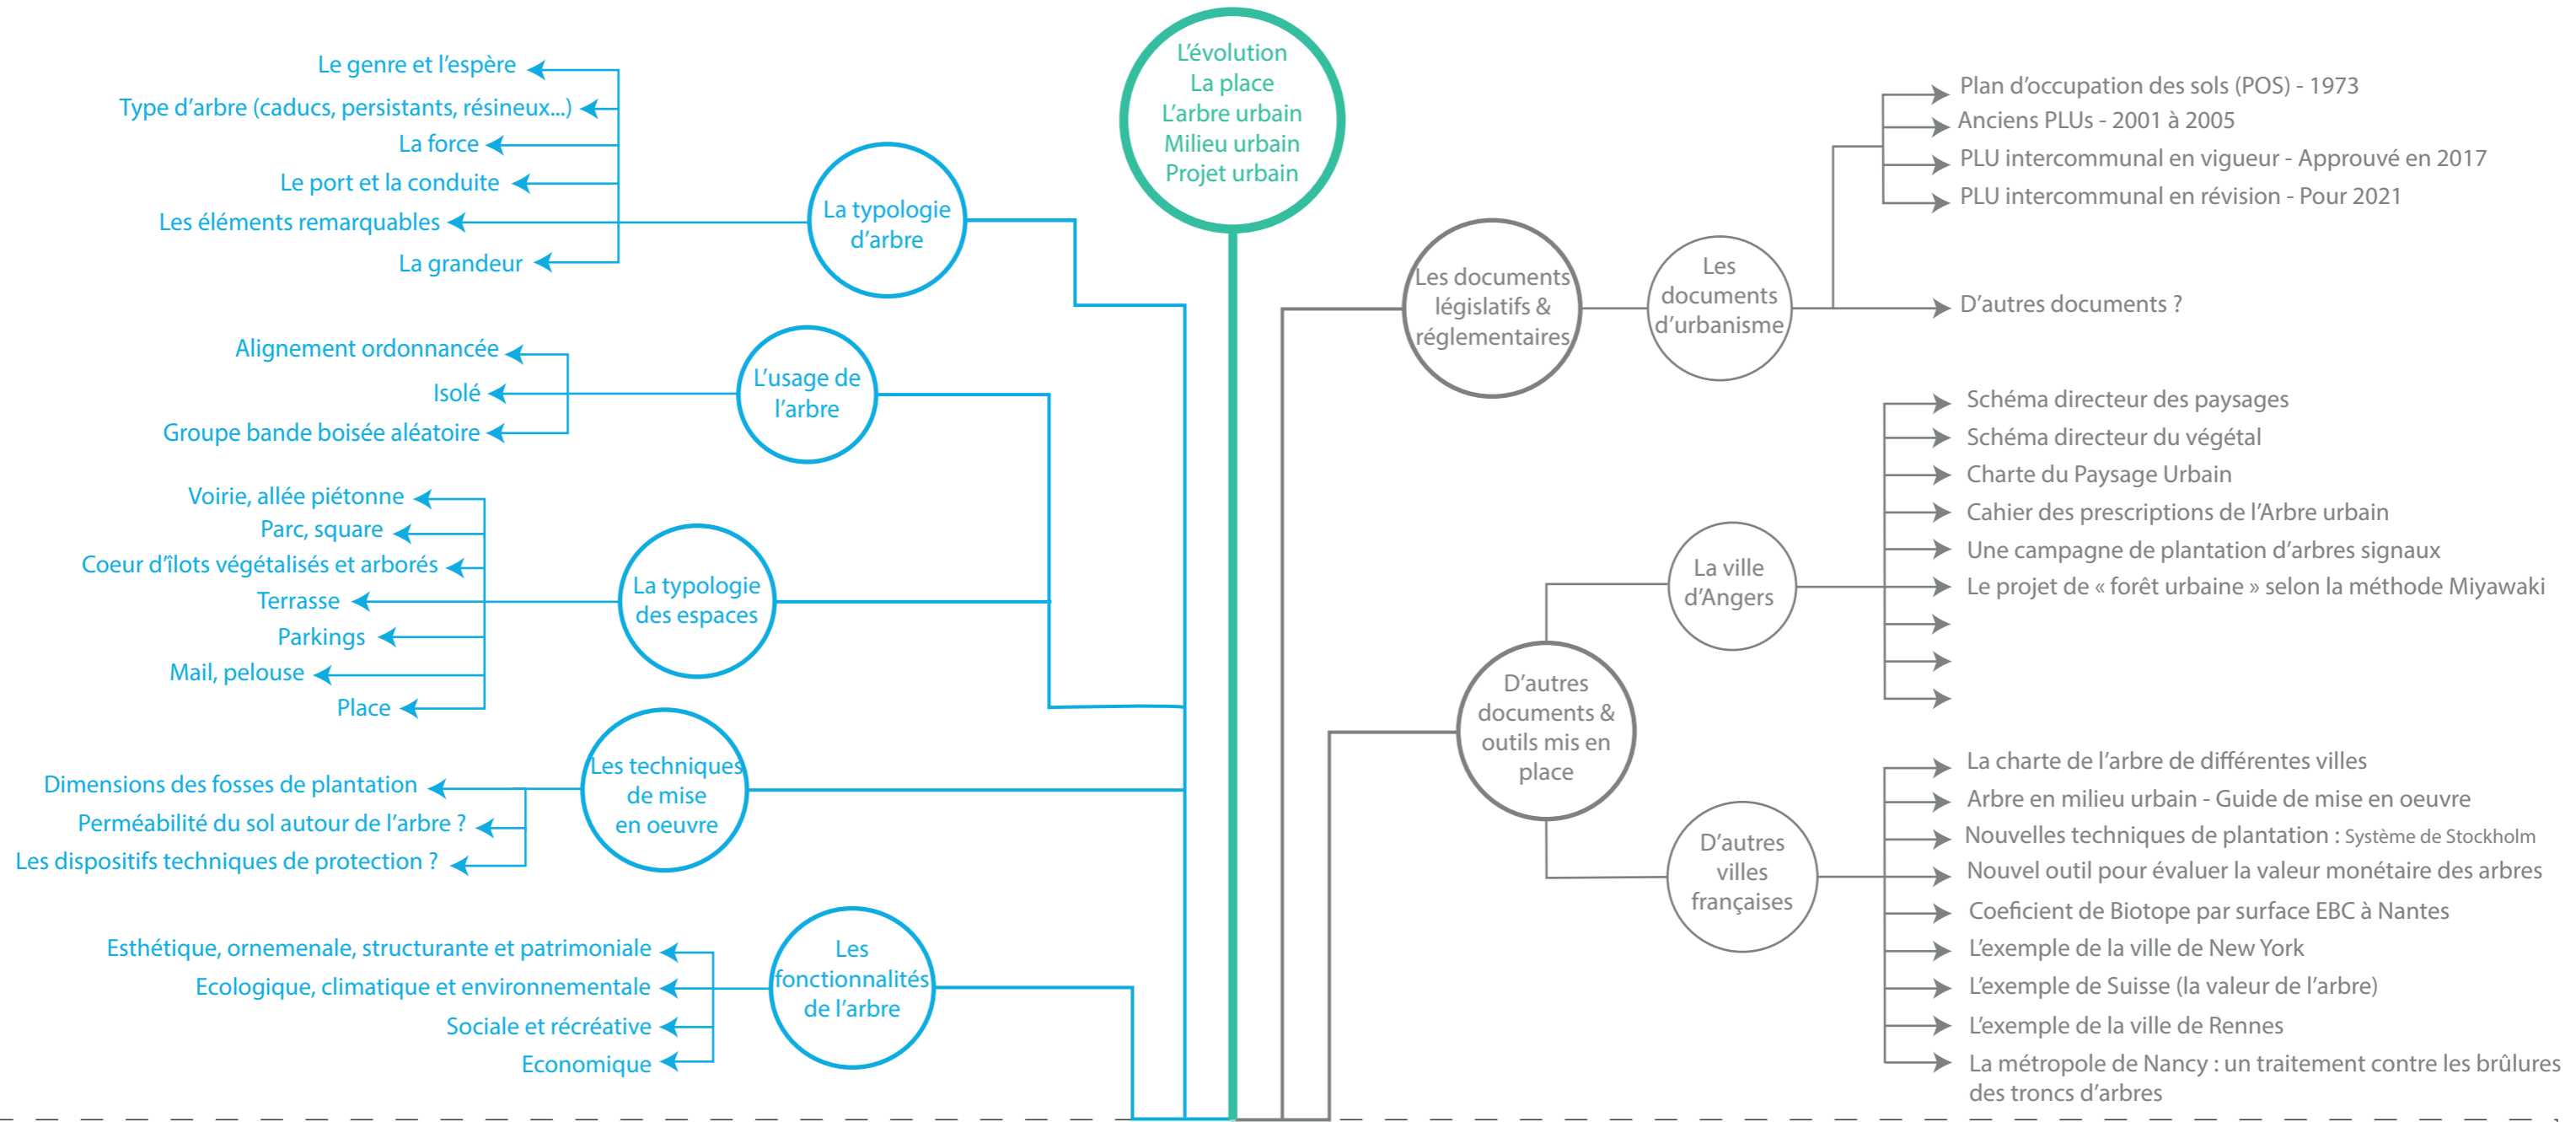 L'évolution
La place
L'arbre urbain
Milieu urbain
Projet urbain
La typologie
d'arbre
Le genre et l'espère
Type d'arbre (caducs, persistants, résineux...)
La force
Le port et la conduite
Les éléments remarquables
La grandeur
L'usage de
l'arbre
Alignement ordonnancée
Isolé
Groupe bande boisée aléatoire
La typologie
des espaces
Voirie, allée piétonne
Parc, square
Coeur d'îlots végétalisés et arborés
Terrasse
Parkings
Mail, pelouse
Place
Les techniques
de mise
en oeuvre
Dimensions des fosses de plantation
Perméabilité du sol autour de l'arbre ?
Les dispositifs techniques de protection ?
Les
fonctionnalités
de l'arbre
Esthétique, ornemenale, structurante et patrimoniale
Ecologique, climatique et environnementale
Sociale et récréative
Economique
Les documents
législatifs &
réglementaires
Les
documents
d'urbanisme
Plan d'occupation des sols (POS) - 1973
Anciens PLUs - 2001 à 2005
PLU intercommunal en vigueur - Approuvé en 2017
PLU intercommunal en révision - Pour 2021
D'autres documents ?
D'autres
documents &
outils mis en
place
La ville
d'Angers
Schéma directeur des paysages
Schéma directeur du végétal
Charte du Paysage Urbain
Cahier des prescriptions de l'Arbre urbain
Une campagne de plantation d'arbres signaux
Le projet de « forêt urbaine » selon la méthode Miyawaki
D'autres
villes
françaises
La charte de l'arbre de différentes villes
Arbre en milieu urbain - Guide de mise en oeuvre
Nouvelles techniques de plantation : Système de Stockholm
Nouvel outil pour évaluer la valeur monétaire des arbres
Coeficient de Biotope par surface EBC à Nantes
L'exemple de la ville de New York
L'exemple de Suisse (la valeur de l'arbre)
L'exemple de la ville de Rennes
La métropole de Nancy : un traitement contre les brûlures
des troncs d'arbres